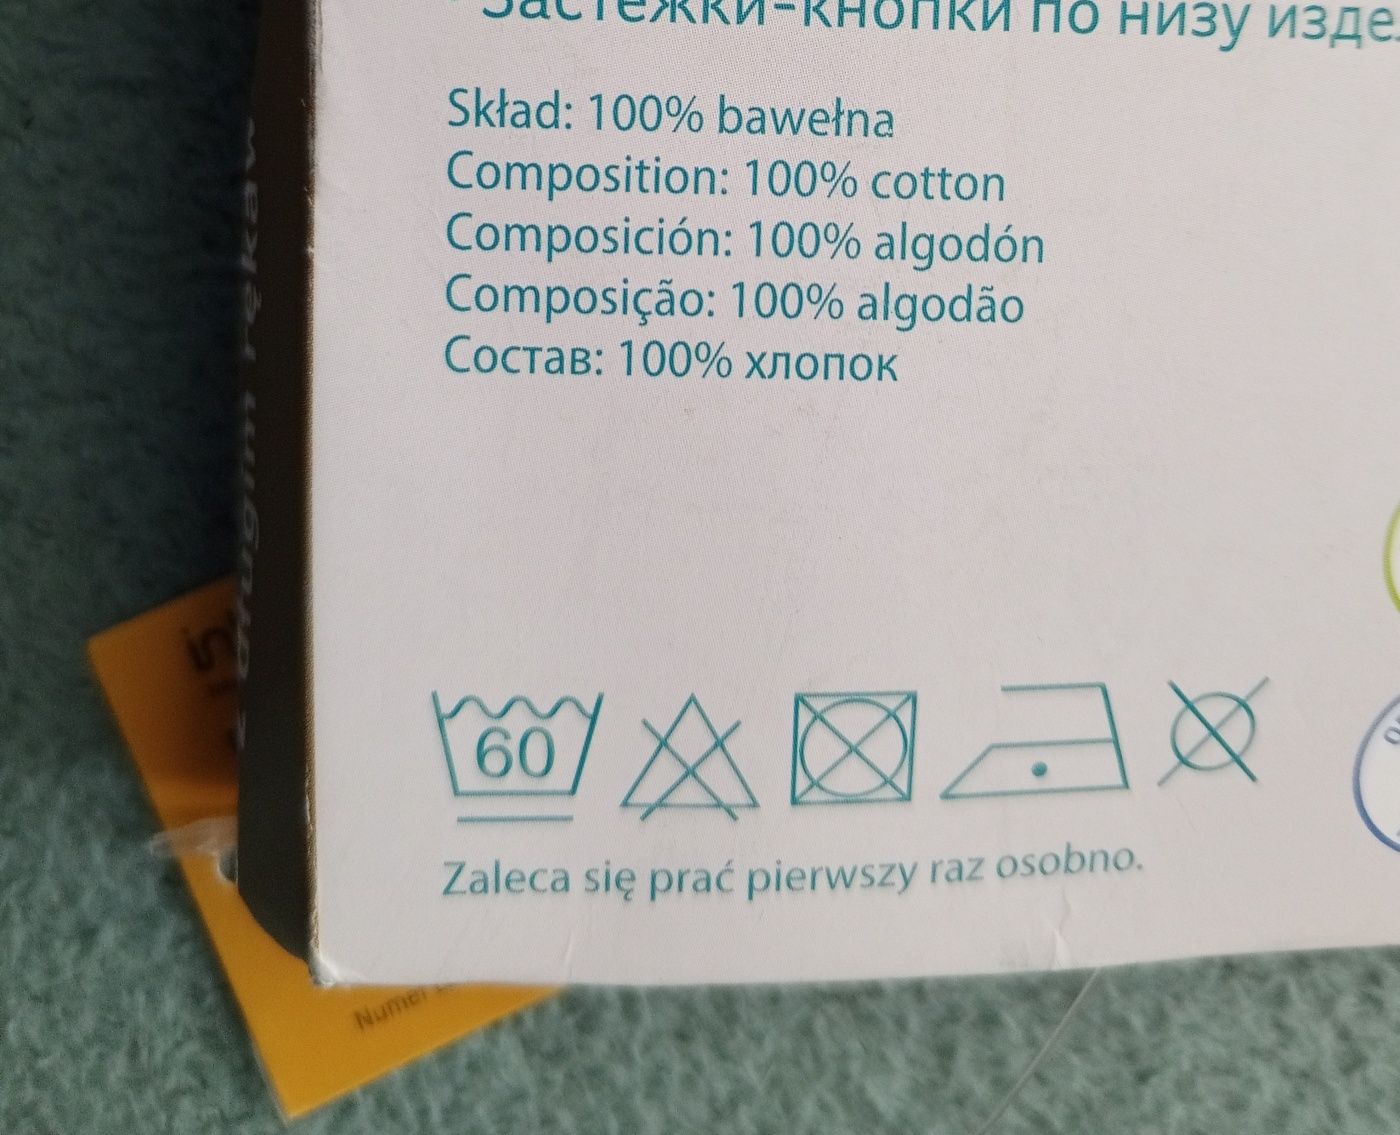 Застежки-кнопки по низу
Skład: 100% bawełna
Composition: 100% cotton
Composición: 100% algodón
Composição: 100% algodão
Состав: 100% хлопок
60
Zaleca się prać pierwszy raz osobno.
Numer